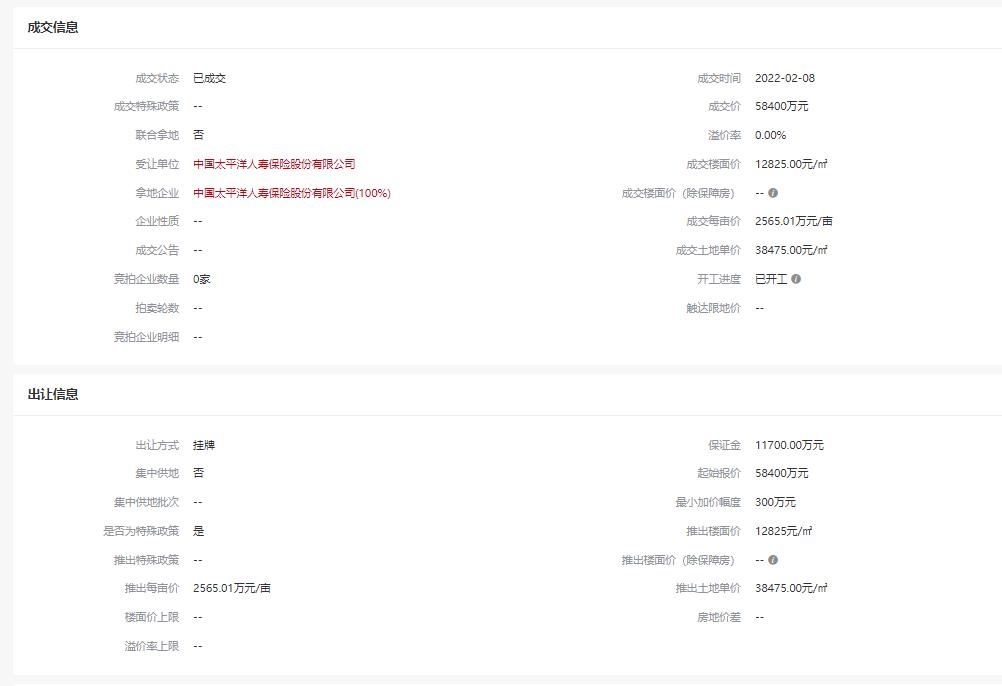 成交信息
成交状态 已成交 成交时间 2022-02-08
成交特殊政策 -- 成交价 58400万元
联合拿地 否 溢价率 0.00%
受让单位 中国太平洋人寿保险股份有限公司 成交楼面价 12825.00元/㎡
拿地企业 中国太平洋人寿保险股份有限公司(100%) 成交楼面价（除保障房） --
企业性质 -- 成交每亩价 2565.01万元/亩
成交公告 -- 成交土地单价 38475.00元/㎡
竞拍企业数量 0家 开工进度 已开工
拍卖轮数 -- 触达限地价 --
竞拍企业明细 --
出让信息
出让方式 挂牌 保证金 11700.00万元
集中供地 否 起始报价 58400万元
集中供地批次 -- 最小加价幅度 300万元
是否为特殊政策 是 推出楼面价 12825元/㎡
推出特殊政策 -- 推出楼面价（除保障房） --
推出每亩价 2565.01万元/亩 推出土地单价 38475.00元/㎡
楼面价上限 -- 房地价差 --
溢价率上限 --